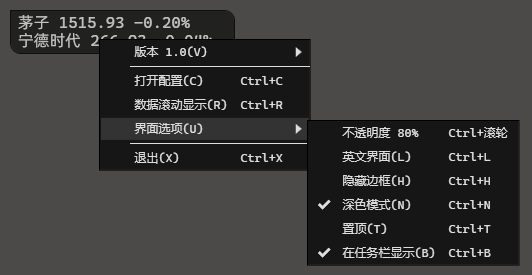 茅子 1515.93 -0.20%
宁德时代
版本 1.0(V)
打开配置(C) Ctrl+C
数据滚动显示(R) Ctrl+R
界面选项(U)
退出(X) Ctrl+X
不透明度 80% Ctrl+滚轮
英文界面(L) Ctrl+L
隐藏边框(H) Ctrl+H
深色模式(N) Ctrl+N
置顶(T) Ctrl+T
在任务栏显示(B) Ctrl+B